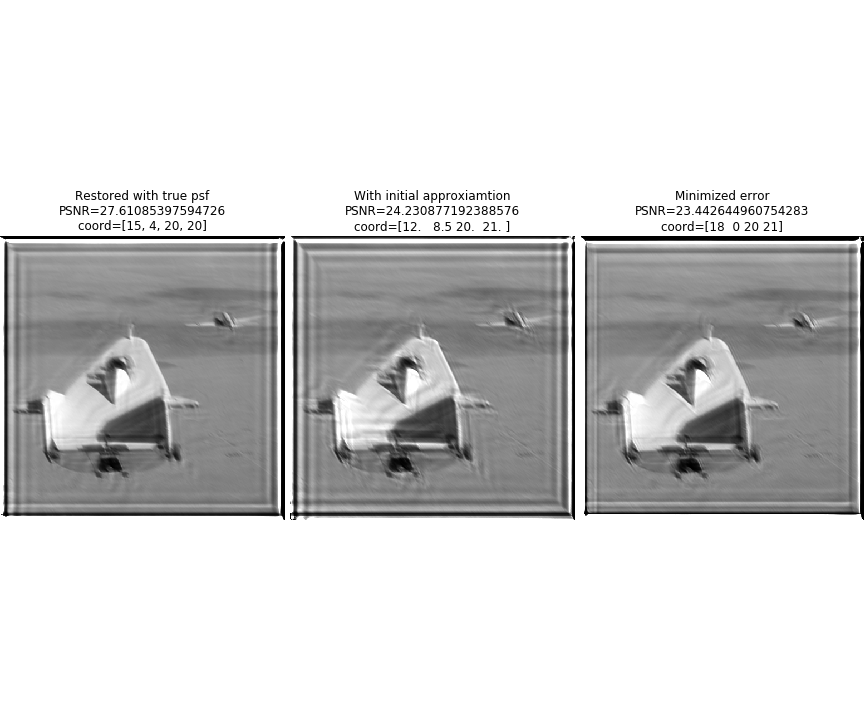 Restored with true psf
PSNR=27.61085397594726
coord=[15, 4, 20, 20]
With initial approxiamtion
PSNR=24.230877192388576
coord=[12.   8.5 20.  21. ]
Minimized error
PSNR=23.442644960754283
coord=[18  0 20 21]